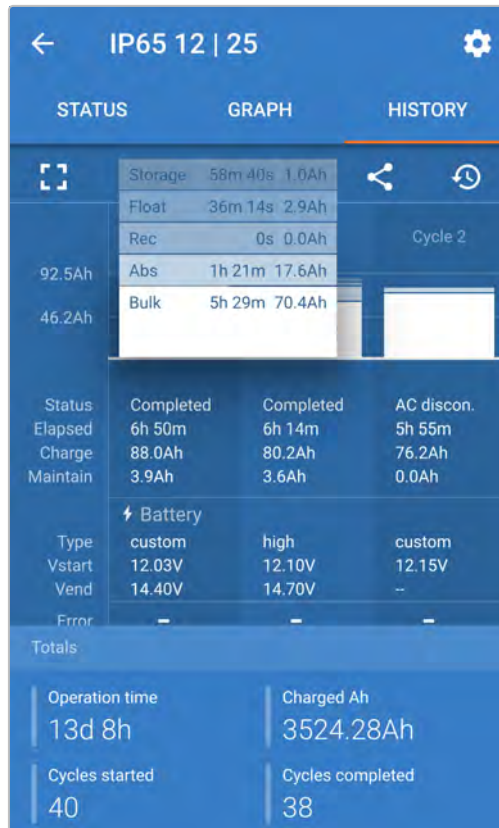 IP65 12 | 25
STATUS GRAPH HISTORY
Storage 58m 40s 1.0Ah
Float 36m 14s 2.9Ah
Rec 0s 0.0Ah
Abs 1h 21m 17.6Ah
Bulk 5h 29m 70.4Ah
Cycle 2
92.5Ah
46.2Ah
Status Completed Completed AC discon.
Elapsed 6h 50m 6h 14m 5h 55m
Charge 88.0Ah 80.2Ah 76.2Ah
Maintain 3.9Ah 3.6Ah 0.0Ah
Battery
Type custom high custom
Vstart 12.03V 12.10V 12.15V
Vend 14.40V 14.70V --
Error – – –
Totals
Operation time Charged Ah
13d 8h 3524.28Ah
Cycles started Cycles completed
40 38